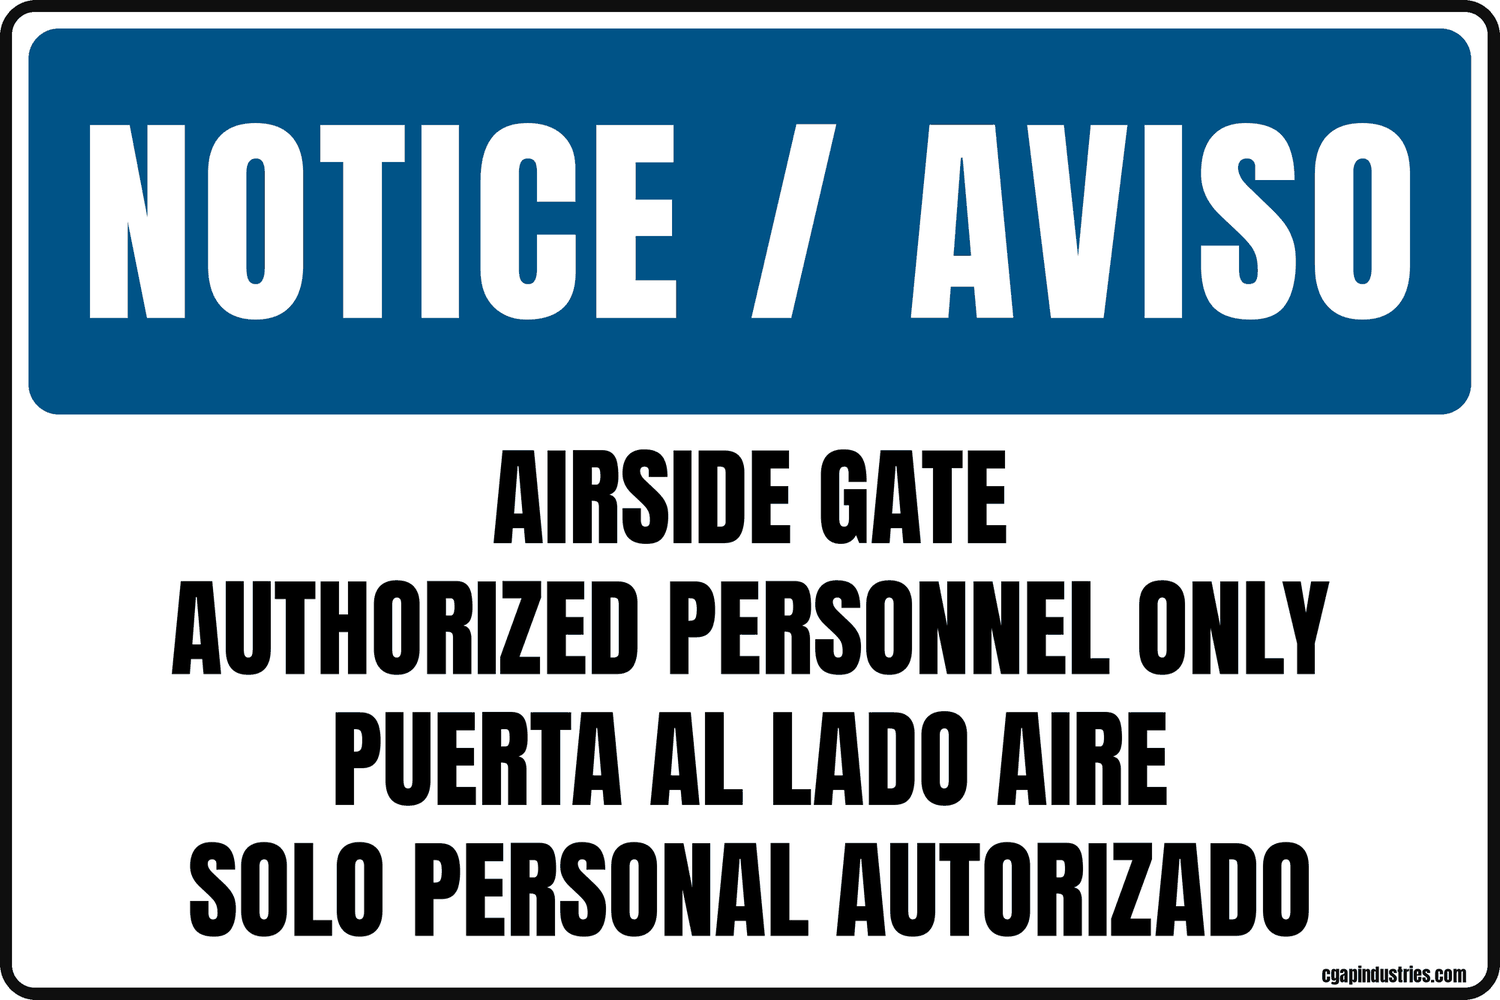 NOTICE / AVISO
AIRSIDE GATE
AUTHORIZED PERSONNEL ONLY
PUERTA AL LADO AIRE
SOLO PERSONAL AUTORIZADO
cgapindustries.com